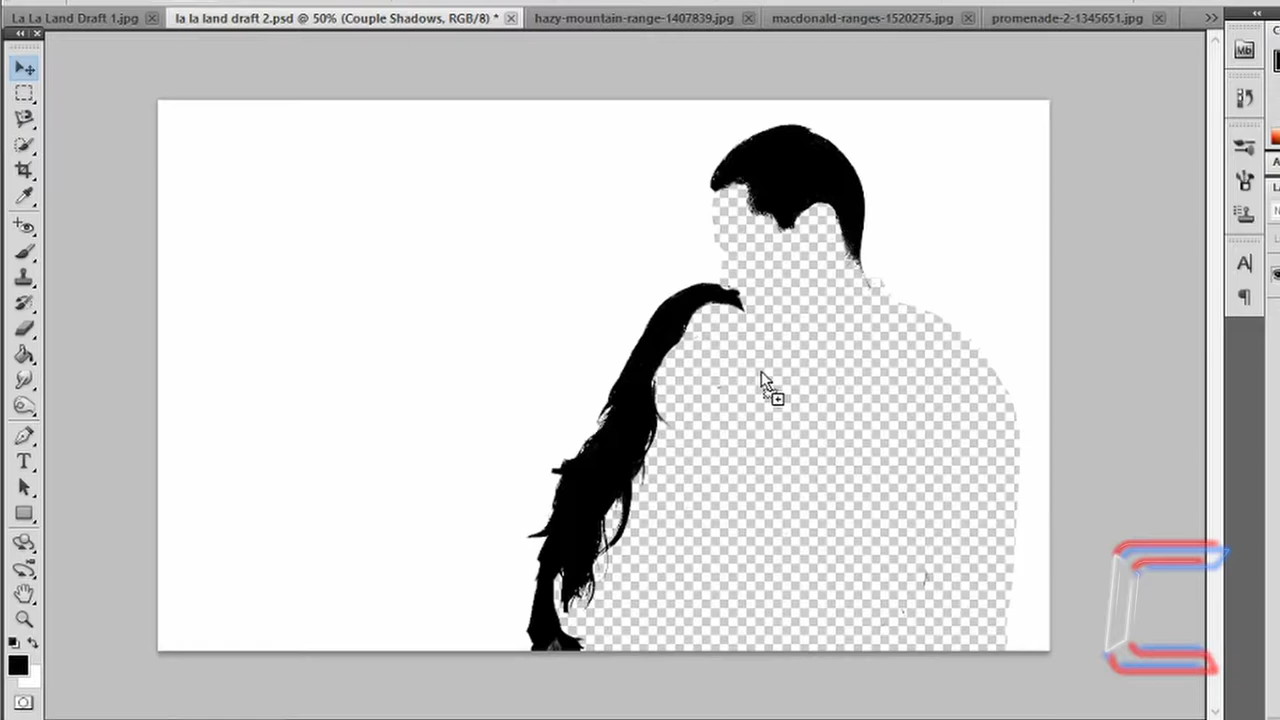 La La Land Draft 1.jpg
la la land draft 2.psd @ 50% (Couple Shadows, RGB/8) *
hazy-mountain-range-1407839.jpg
macdonald-ranges-1520275.jpg
promenade-2-1345651.jpg
Mb